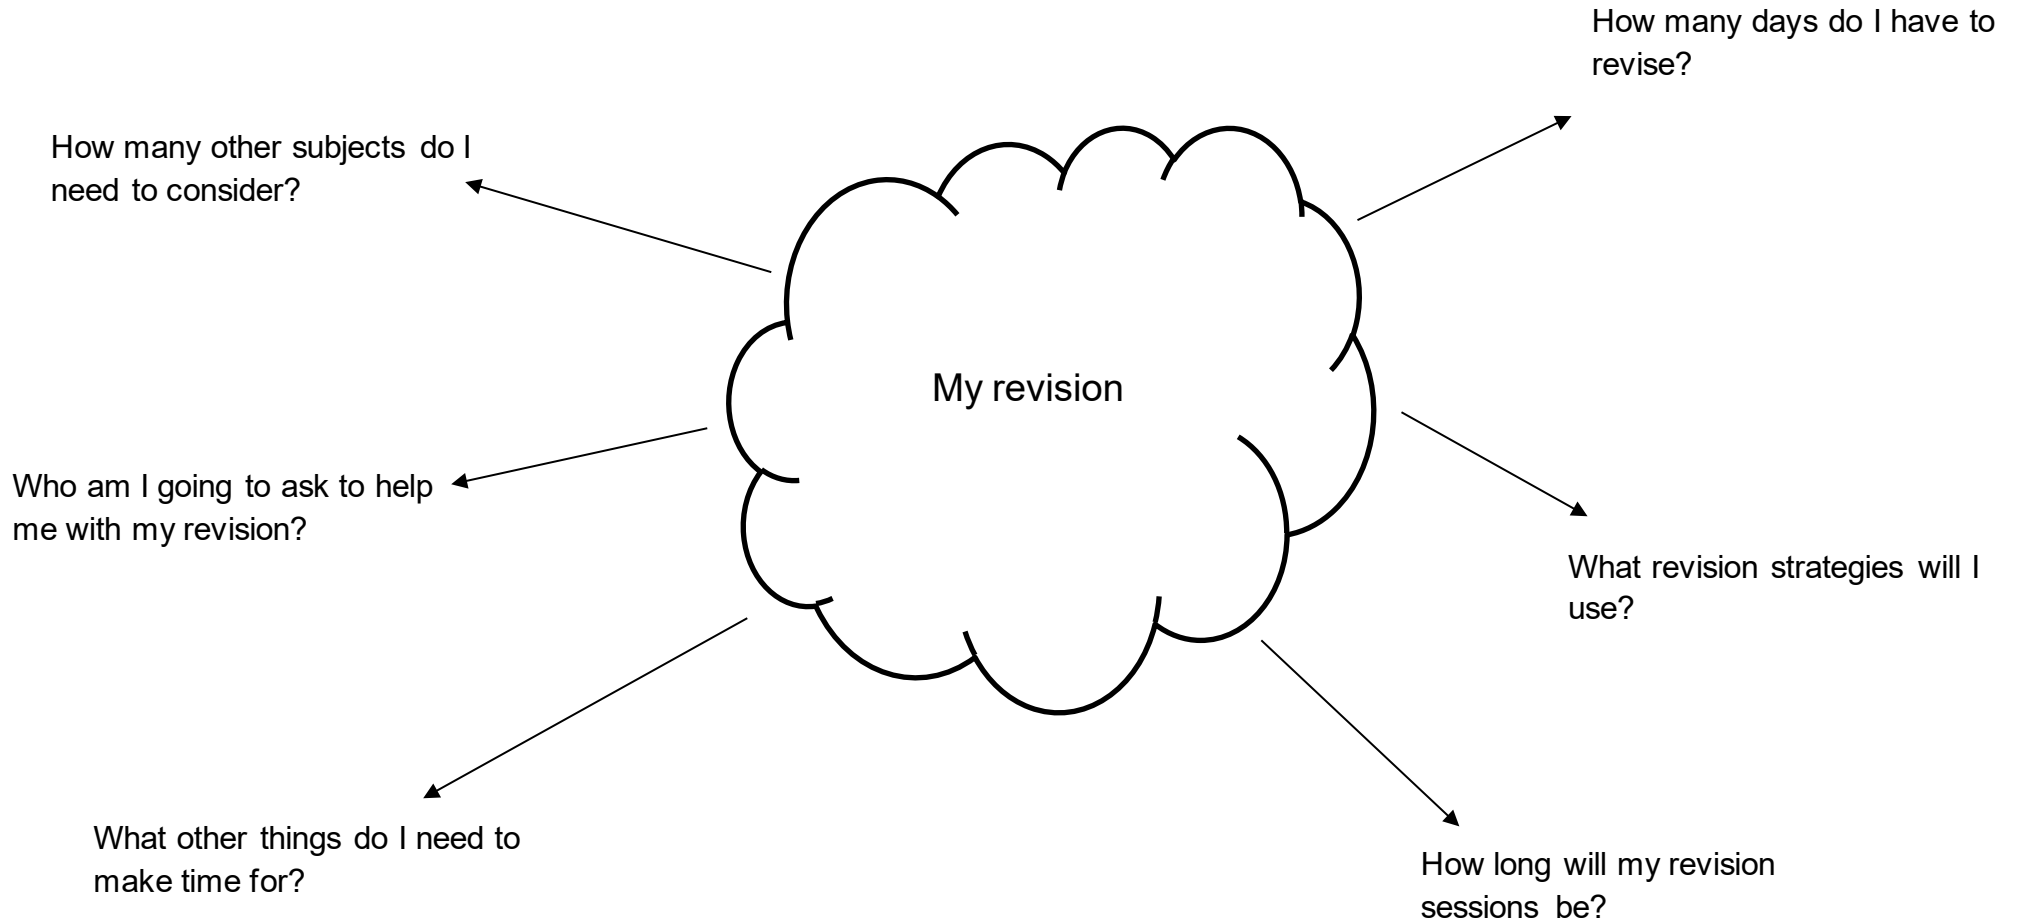 How many days do I have to
revise?
How many other subjects do I
need to consider?
My revision
Who am I going to ask to help
me with my revision?
What revision strategies will I
use?
What other things do I need to
make time for?
How long will my revision
sessions be?